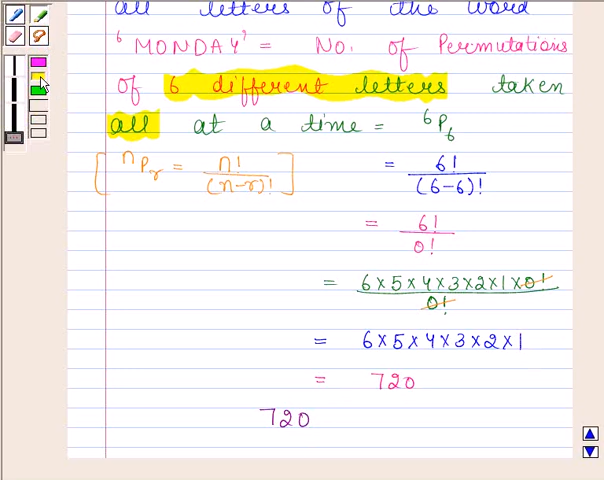 all letters of the word
'MONDAY' = No. of Permutations
of 6 different letters taken
all at a time = ⁶P₆
[ⁿPᵣ = n!/(n-r)!] = 6!/(6-6)!
= 6!/0!
= 6×5×4×3×2×1×0!/0!
= 6×5×4×3×2×1
= 720
720